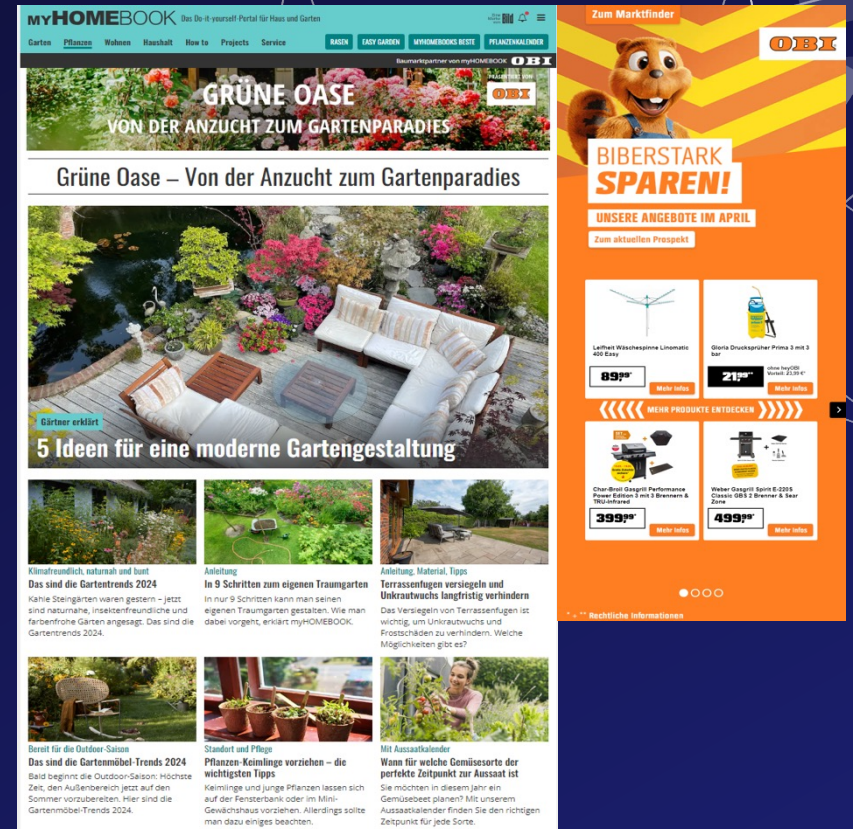 MYHOMEBOOK Das Do-it-yourself-Portal für Haus und Garten
Garten Pflanzen Wohnen Haushalt How to Projects Service
RASEN EASY GARDEN MYHOMEBOOKS BESTE PFLANZENKALENDER
Baumarktpartner von myHOMEBOOK OBI
GRÜNE OASE
VON DER ANZUCHT ZUM GARTENPARADIES
PRÄSENTIERT VON
OBI
Grüne Oase – Von der Anzucht zum Gartenparadies
Gärtner erklärt
5 Ideen für eine moderne Gartengestaltung
Klimafreundlich, naturnah und bunt
Das sind die Gartentrends 2024
Kahle Steingärten waren gestern – jetzt
sind naturnahe, insektenfreundliche und
farbenfrohe Gärten angesagt. Das sind die
Gartentrends 2024.
Anleitung
In 9 Schritten zum eigenen Traumgarten
In nur 9 Schritten kann man seinen
eigenen Traumgarten gestalten. Wie man
dabei vorgeht, erklärt myHOMEBOOK.
Anleitung, Material, Tipps
Terrassenfugen versiegeln und
Unkrautwuchs langfristig verhindern
Das Versiegeln von Terrassenfugen ist
wichtig, um Unkrautwuchs und
Frostschäden zu verhindern. Welche
Möglichkeiten gibt es?
Bereit für die Outdoor-Saison
Das sind die Gartenmöbel-Trends 2024
Bald beginnt die Outdoor-Saison: Höchste
Zeit, den Außenbereich jetzt auf den
Sommer vorzubereiten. Hier sind die
Gartenmöbel-Trends 2024.
Standort und Pflege
Pflanzen-Keimlinge vorziehen – die
wichtigsten Tipps
Keimlinge und junge Pflanzen lassen sich
auf der Fensterbank oder im Mini-
Gewächshaus vorziehen. Allerdings sollte
man dazu einiges beachten.
Mit Aussaatkalender
Wann für welche Gemüsesorte der
perfekte Zeitpunkt zur Aussaat ist
Sie möchten in diesem Jahr ein
Gemüsebeet planen? Mit unserem
Aussaatkalender finden Sie den richtigen
Zeitpunkt für jede Sorte.
Zum Marktfinder
OBI
BIBERSTARK
SPAREN!
UNSERE ANGEBOTE IM APRIL
Zum aktuellen Prospekt
Leifheit Wäschespinne Linomatic
400 Easy
89,99*
Mehr Infos
Gloria Drucksprüher Prima 3 mit 3
bar
21,99**
ohne heyOBI
Vorteil: 23,99 €*
Mehr Infos
MEHR PRODUKTE ENTDECKEN
Char-Broil Gasgrill Performance
Power Edition 3 mit 3 Brennern &
TRU-Infrared
399,99*
Mehr Infos
Weber Gasgrill Spirit E-220S
Classic GBS 2 Brenner & Sear
Zone
499,99*
Mehr Infos
* – ** Rechtliche Informationen